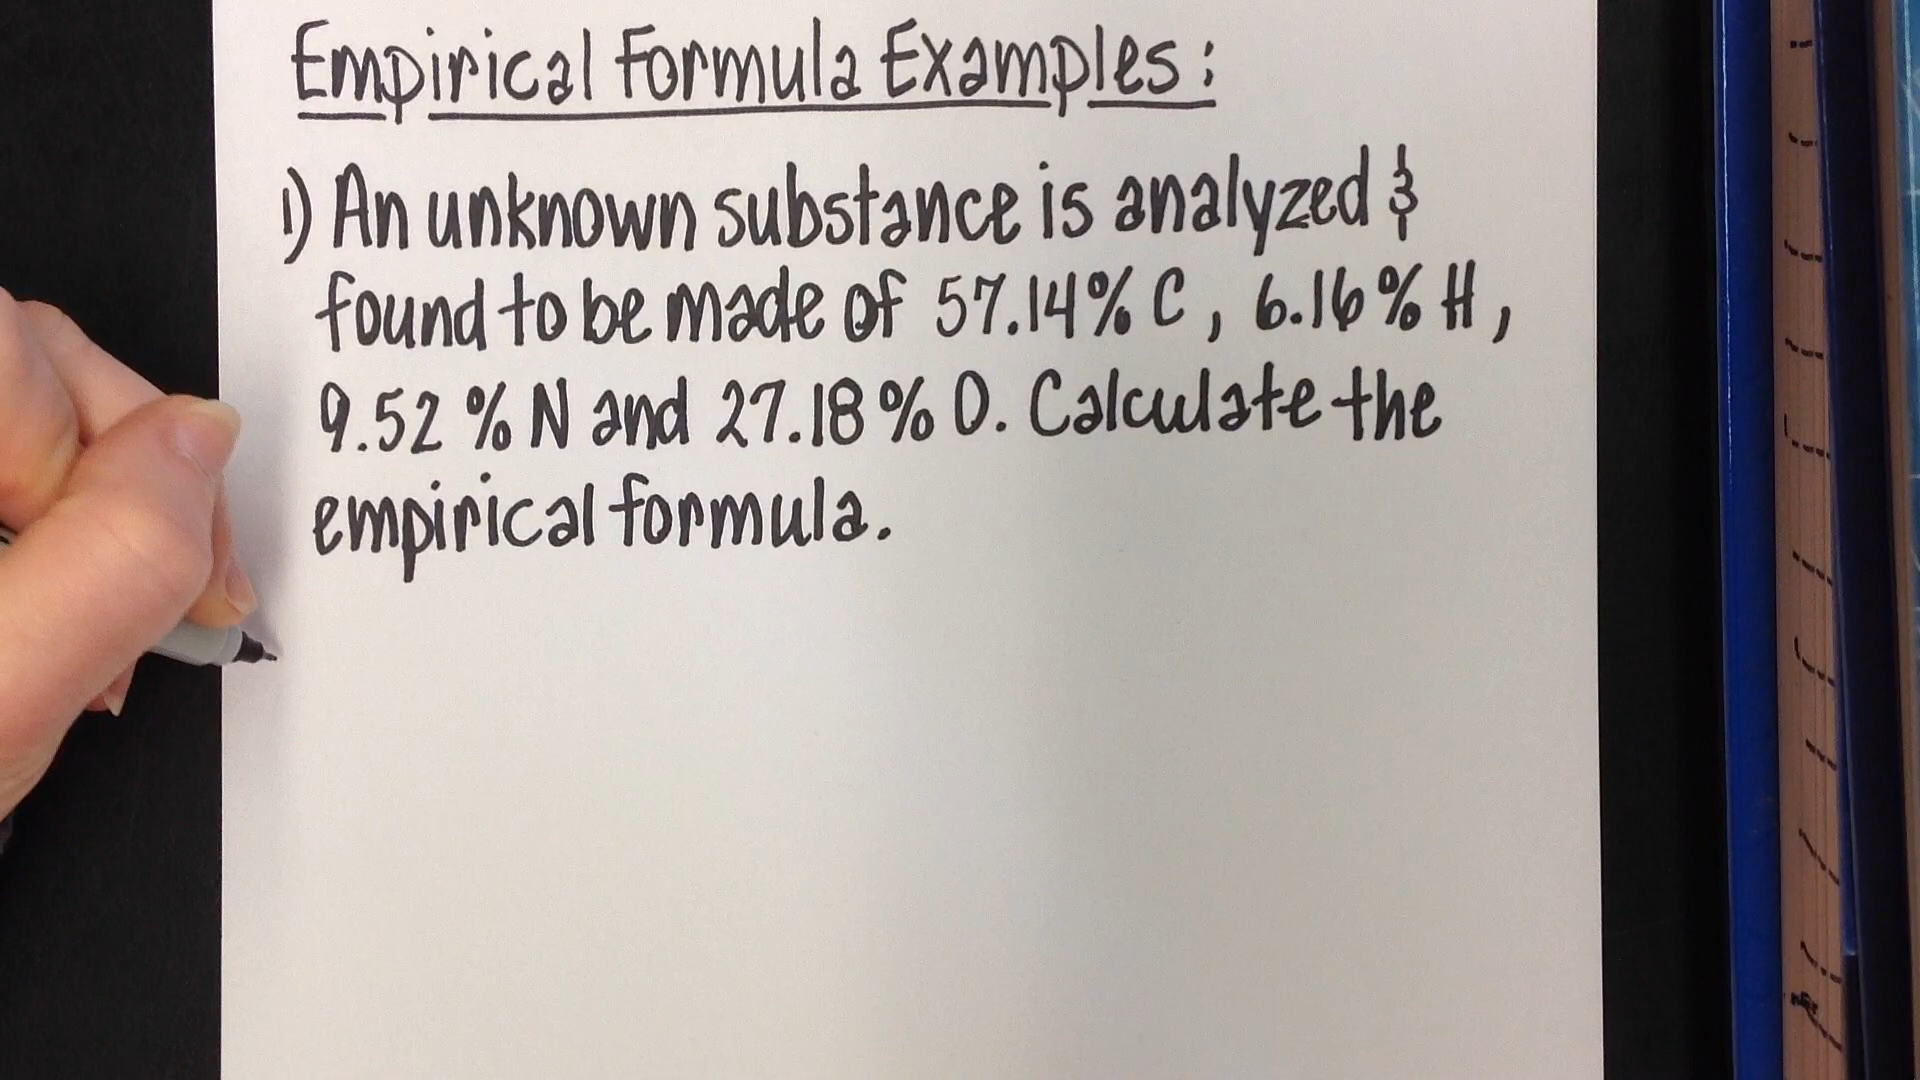 Empirical Formula Examples:
1) An unknown substance is analyzed &
found to be made of 57.14% C, 6.16% H,
9.52% N and 27.18% O. Calculate the
empirical formula.